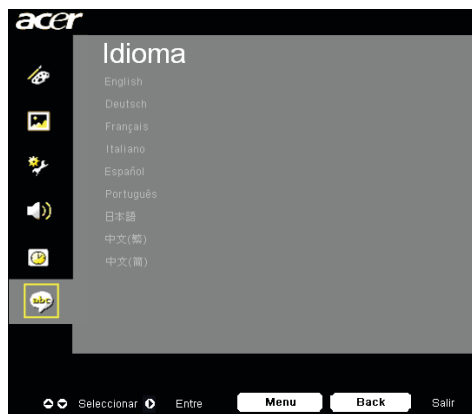 acer
Idioma
English
Deutsch
Français
Italiano
Español
Português
日本語
中文(繁)
中文(简)
abc
Seleccionar Entre Menu Back Salir